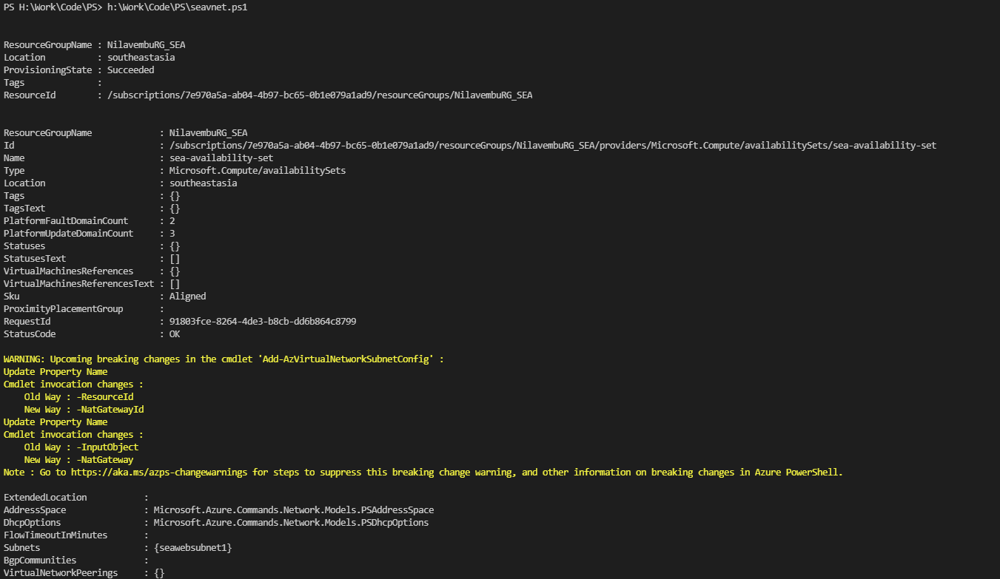 PS H:\Work\Code\PS> h:\Work\Code\PS\seavnet.ps1
ResourceGroupName : NilavembuRG_SEA
Location          : southeastasia
ProvisioningState : Succeeded
Tags              :
ResourceId        : /subscriptions/7e970a5a-ab04-4b97-bc65-0b1e079a1ad9/resourceGroups/NilavembuRG_SEA
ResourceGroupName             : NilavembuRG_SEA
Id                            : /subscriptions/7e970a5a-ab04-4b97-bc65-0b1e079a1ad9/resourceGroups/NilavembuRG_SEA/providers/Microsoft.Compute/availabilitySets/sea-availability-set
Name                          : sea-availability-set
Type                          : Microsoft.Compute/availabilitySets
Location                      : southeastasia
Tags                          : {}
TagsText                      : {}
PlatformFaultDomainCount      : 2
PlatformUpdateDomainCount     : 3
Statuses                      : {}
StatusesText                  : []
VirtualMachinesReferences     : {}
VirtualMachinesReferencesText : []
Sku                           : Aligned
ProximityPlacementGroup       :
RequestId                     : 91803fce-8264-4de3-b8cb-dd6b864c8799
StatusCode                    : OK
WARNING: Upcoming breaking changes in the cmdlet 'Add-AzVirtualNetworkSubnetConfig' :
Update Property Name
Cmdlet invocation changes :
    Old Way : -ResourceId
    New Way : -NatGatewayId
Update Property Name
Cmdlet invocation changes :
    Old Way : -InputObject
    New Way : -NatGateway
Note : Go to https://aka.ms/azps-changewarnings for steps to suppress this breaking change warning, and other information on breaking changes in Azure PowerShell.
ExtendedLocation           :
AddressSpace               : Microsoft.Azure.Commands.Network.Models.PSAddressSpace
DhcpOptions                : Microsoft.Azure.Commands.Network.Models.PSDhcpOptions
FlowTimeoutInMinutes       :
Subnets                    : {seawebsubnet1}
BgpCommunities             :
VirtualNetworkPeerings     : {}